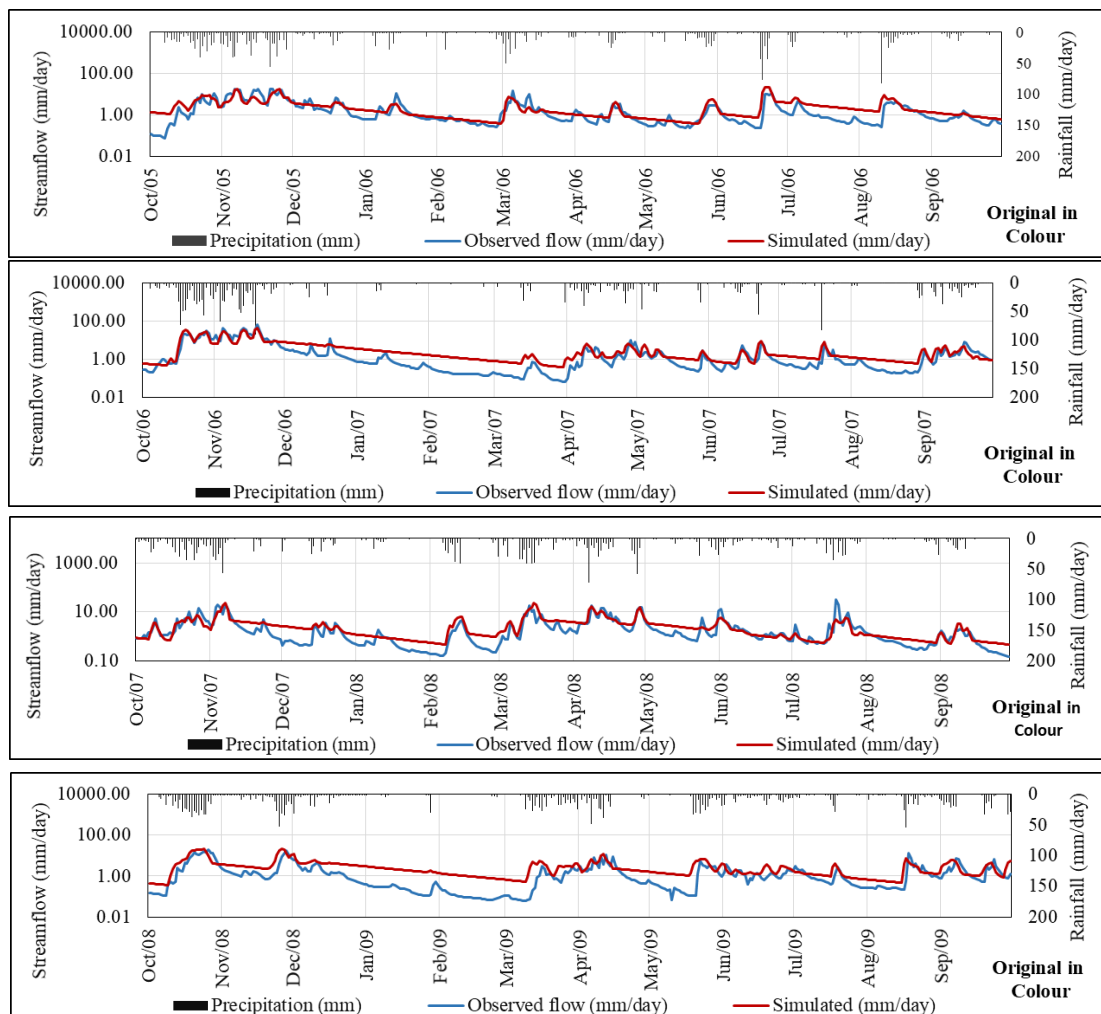 10000.00
100.00
1.00
0.01
Streamflow (mm/day)
0
50
100
150
200
Rainfall (mm/day)
Oct/05
Nov/05
Dec/05
Jan/06
Feb/06
Mar/06
Apr/06
May/06
Jun/06
Jul/06
Aug/06
Sep/06
Precipitation (mm)
Observed flow (mm/day)
Simulated (mm/day)
Original in
Colour
10000.00
100.00
1.00
0.01
Streamflow (mm/day)
0
50
100
150
200
Rainfall (mm/day)
Oct/06
Nov/06
Dec/06
Jan/07
Feb/07
Mar/07
Apr/07
May/07
Jun/07
Jul/07
Aug/07
Sep/07
Precipitation (mm)
Observed flow (mm/day)
Simulated (mm/day)
Original in
Colour
1000.00
10.00
0.10
Streamflow (mm/day)
0
50
100
150
200
Rainfall (mm/day)
Oct/07
Nov/07
Dec/07
Jan/08
Feb/08
Mar/08
Apr/08
May/08
Jun/08
Jul/08
Aug/08
Sep/08
Precipitation (mm)
Observed flow (mm/day)
Simulated (mm/day)
Original in
Colour
10000.00
100.00
1.00
0.01
Streamflow (mm/day)
0
50
100
150
200
Rainfall (mm/day)
Oct/08
Nov/08
Dec/08
Jan/09
Feb/09
Mar/09
Apr/09
May/09
Jun/09
Jul/09
Aug/09
Sep/09
Precipitation (mm)
Observed flow (mm/day)
Simulated (mm/day)
Original in
Colour